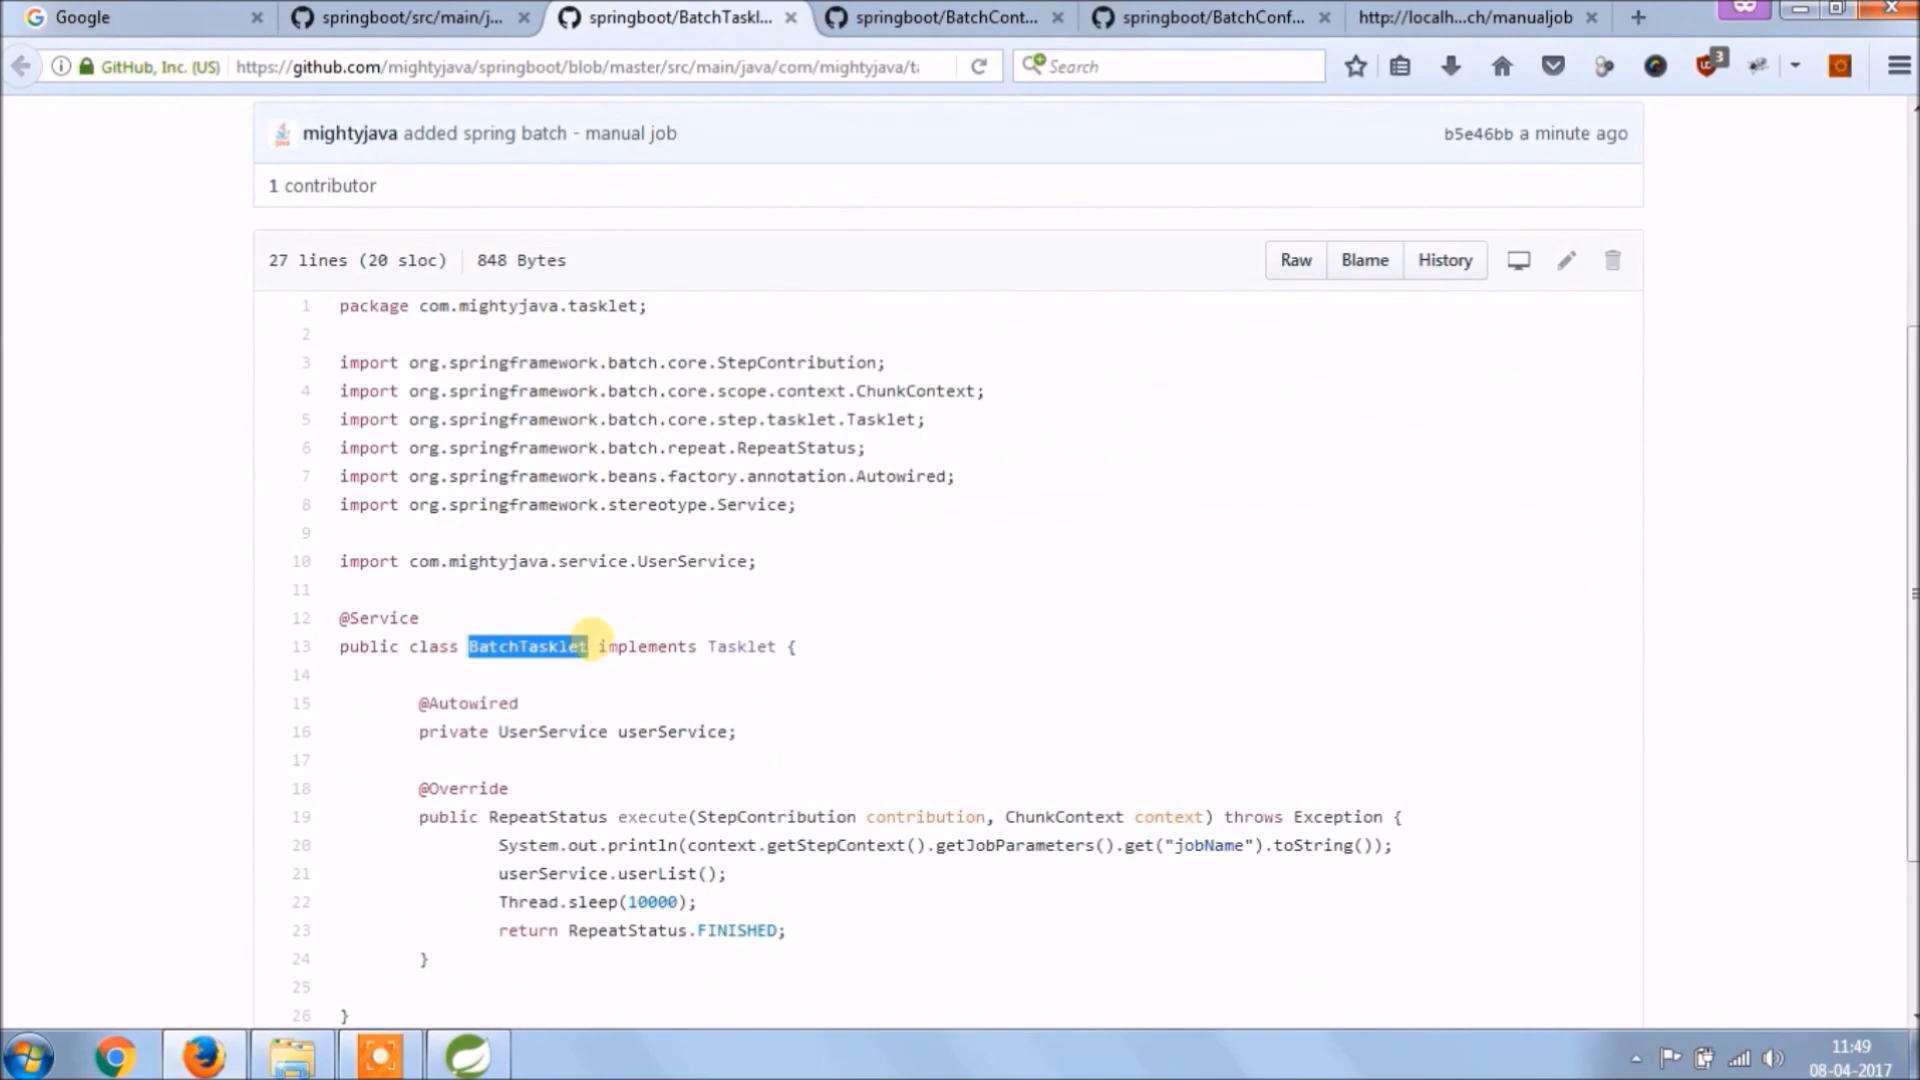 Google
springboot/src/main/j...
springboot/BatchTaskl...
springboot/BatchCont...
springboot/BatchConf...
http://localh...ch/manualjob
GitHub, Inc. (US)
https://github.com/mightyjava/springboot/blob/master/src/main/java/com/mightyjava/ta
Search
3
mightyjava added spring batch - manual job
b5e46bb a minute ago
1 contributor
27 lines (20 sloc)
848 Bytes
Raw
Blame
History
1 package com.mightyjava.tasklet;
2
3 import org.springframework.batch.core.StepContribution;
4 import org.springframework.batch.core.scope.context.ChunkContext;
5 import org.springframework.batch.core.step.tasklet.Tasklet;
6 import org.springframework.batch.repeat.RepeatStatus;
7 import org.springframework.beans.factory.annotation.Autowired;
8 import org.springframework.stereotype.Service;
9
10 import com.mightyjava.service.UserService;
11
12 @Service
13 public class BatchTasklet implements Tasklet {
14
15 @Autowired
16 private UserService userService;
17
18 @Override
19 public RepeatStatus execute(StepContribution contribution, ChunkContext context) throws Exception {
20 System.out.println(context.getStepContext().getJobParameters().get("jobName").toString());
21 userService.userList();
22 Thread.sleep(10000);
23 return RepeatStatus.FINISHED;
24 }
25
26 }
11:49
08-04-2017